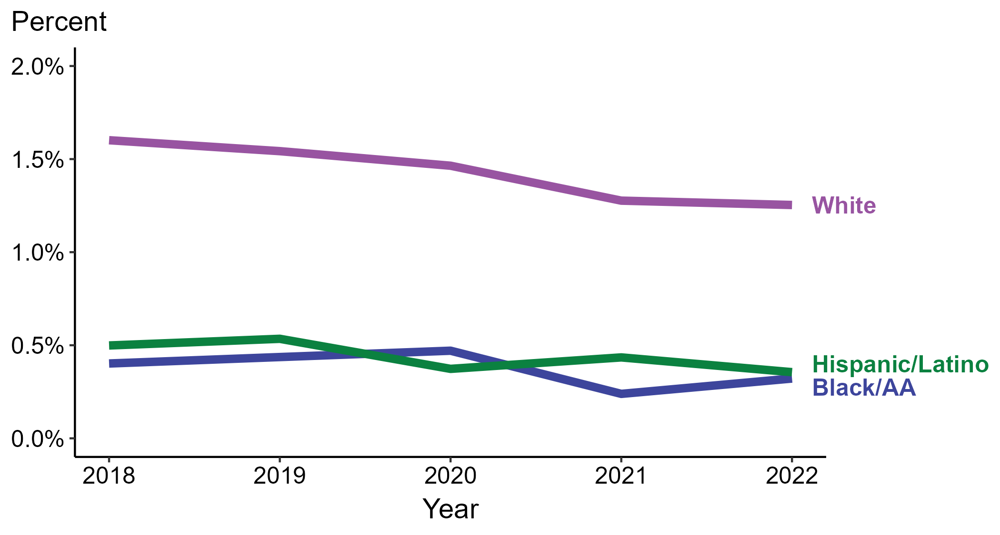 Percent
2.0%
1.5%
1.0%
0.5%
0.0%
White
Hispanic/Latino
Black/AA
2018 2019 2020 2021 2022
Year